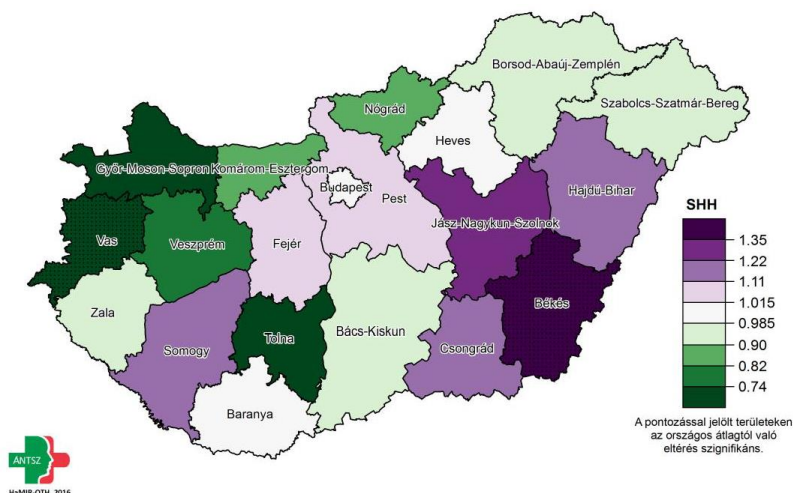 Borsod-Abaúj-Zemplén
Szabolcs-Szatmár-Bereg
Nógrád
Heves
Győr-Moson-Sopron
Komárom-Esztergom
Budapest
Pest
Hajdú-Bihar
Jász-Nagykun-Szolnok
Vas
Veszprém
Fejér
Békés
Zala
Somogy
Tolna
Bács-Kiskun
Csongrád
Baranya
SHH
1.35
1.22
1.11
1.015
0.985
0.90
0.82
0.74
A pontozással jelölt területeken
az országos átlagtól való
eltérés szignifikáns.
ÁNTSZ
HaMIR-OTH, 2016